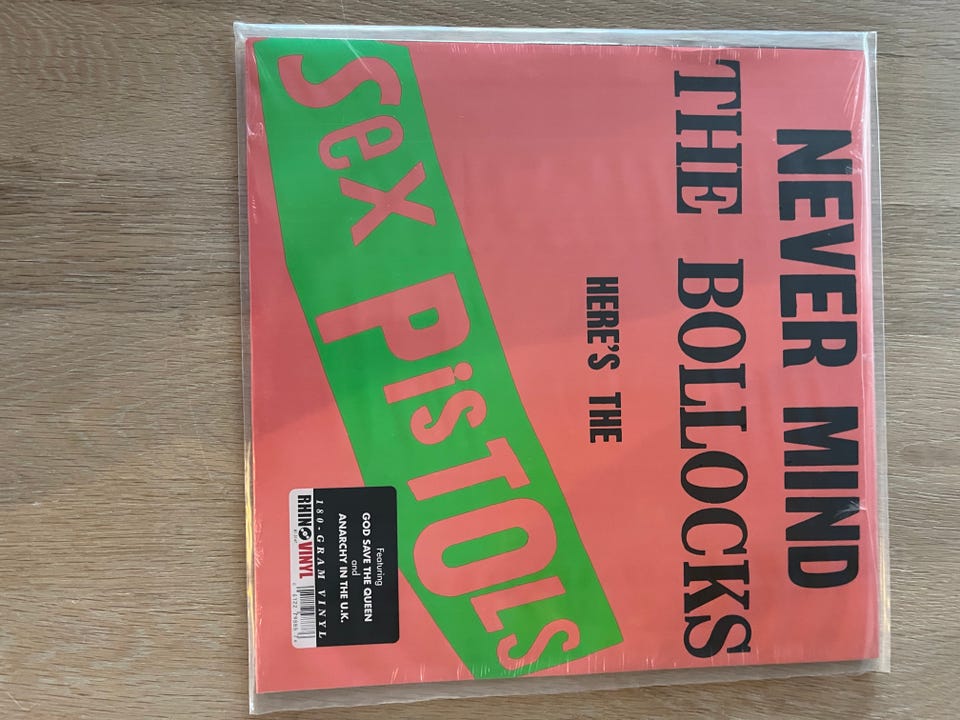 NEVER MIND
THE BOLLOCKS
HERE'S THE
Sex PiSTOLS
Featuring
GOD SAVE THE QUEEN
and
ANARCHY IN THE U.K.
180-GRAM VINYL
RHINO VINYL